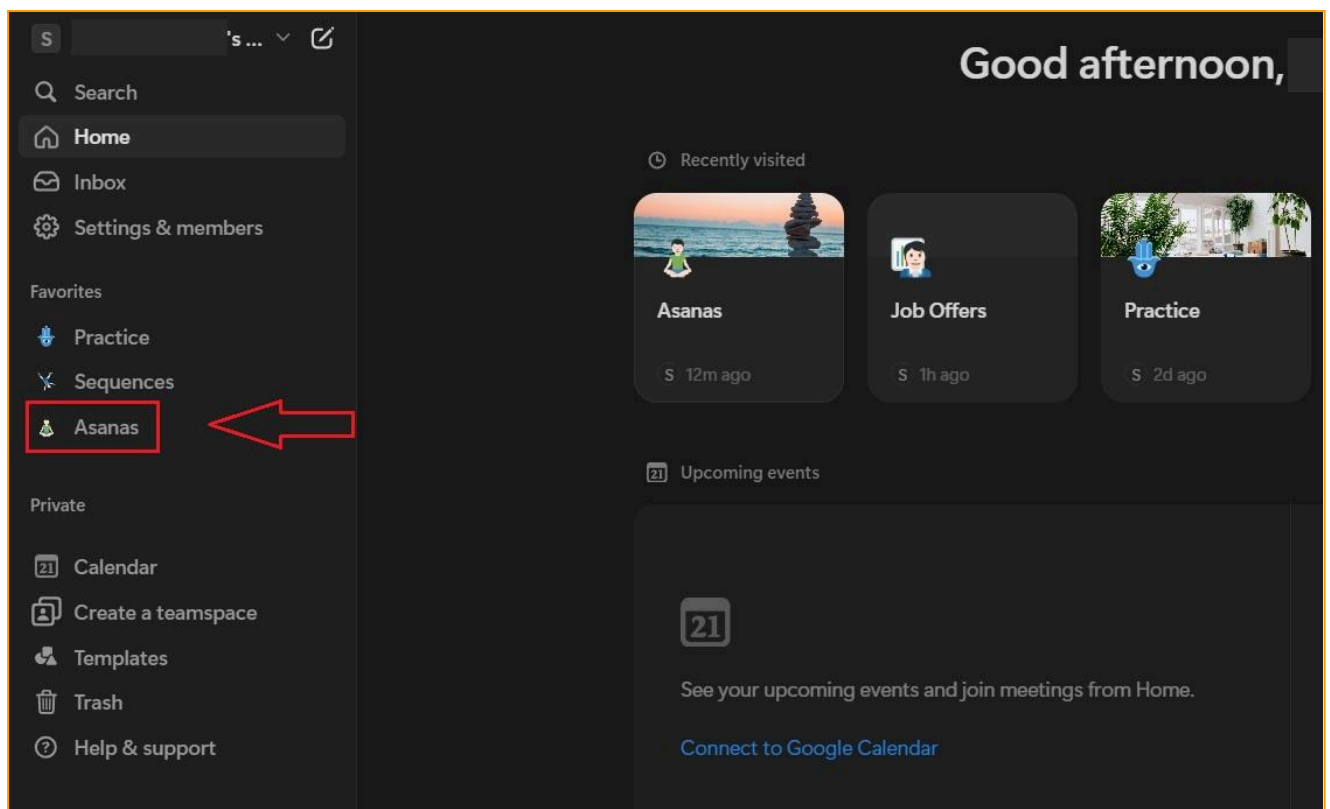 S 's ...
Search
Home
Inbox
Settings & members
Favorites
Practice
Sequences
Asanas
Private
21 Calendar
Create a teamspace
Templates
Trash
Help & support
Good afternoon,
Recently visited
Asanas
S 12m ago
Job Offers
S 1h ago
Practice
S 2d ago
21 Upcoming events
21
See your upcoming events and join meetings from Home.
Connect to Google Calendar